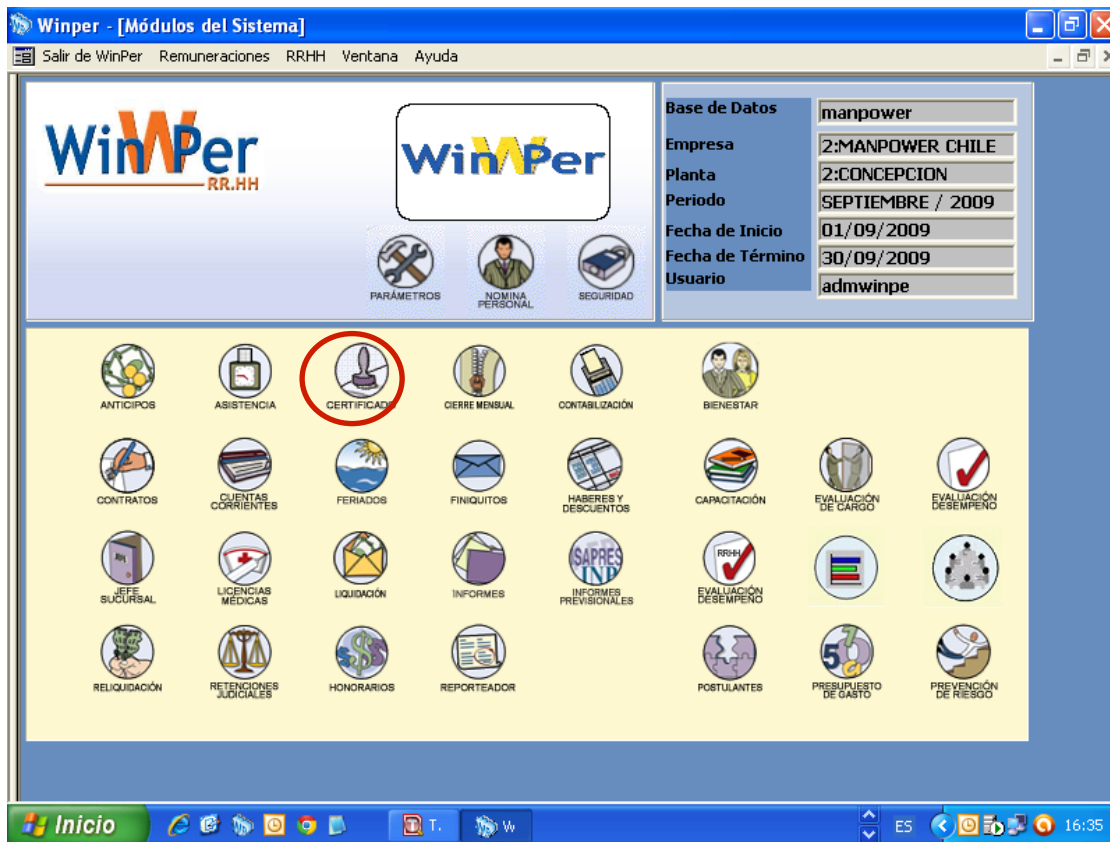 Winper - [Módulos del Sistema]
Salir de WinPer Remuneraciones RRHH Ventana Ayuda
WinPer
RR.HH
WinPer
PARÁMETROS
NOMINA
PERSONAL
SEGURIDAD
Base de Datos manpower
Empresa 2:MANPOWER CHILE
Planta 2:CONCEPCION
Periodo SEPTIEMBRE / 2009
Fecha de Inicio 01/09/2009
Fecha de Término 30/09/2009
Usuario admwinpe
ANTICIPOS ASISTENCIA CERTIFICADO CIERRE MENSUAL CONTABILIZACIÓN BIENESTAR
CONTRATOS
CUENTAS
CORRIENTES
FERIADOS
FINIQUITOS
HABERES Y
DESCUENTOS
CAPACITACIÓN
EVALUACIÓN
DE CARGO
EVALUACIÓN
DESEMPEÑO
JEFE
SUCURSAL
LICENCIAS
MÉDICAS
LIQUIDACIÓN
INFORMES
ISAPRES
INP
INFORMES
PREVISIONALES
RRHH
EVALUACIÓN
DESEMPEÑO
RELIQUIDACIÓN
RETENCIONES
JUDICIALES
HONORARIOS
REPORTEADOR
POSTULANTES
PRESUPUESTO
DE GASTO
PREVENCIÓN
DE RIESGO
Inicio T. W ES 16:35